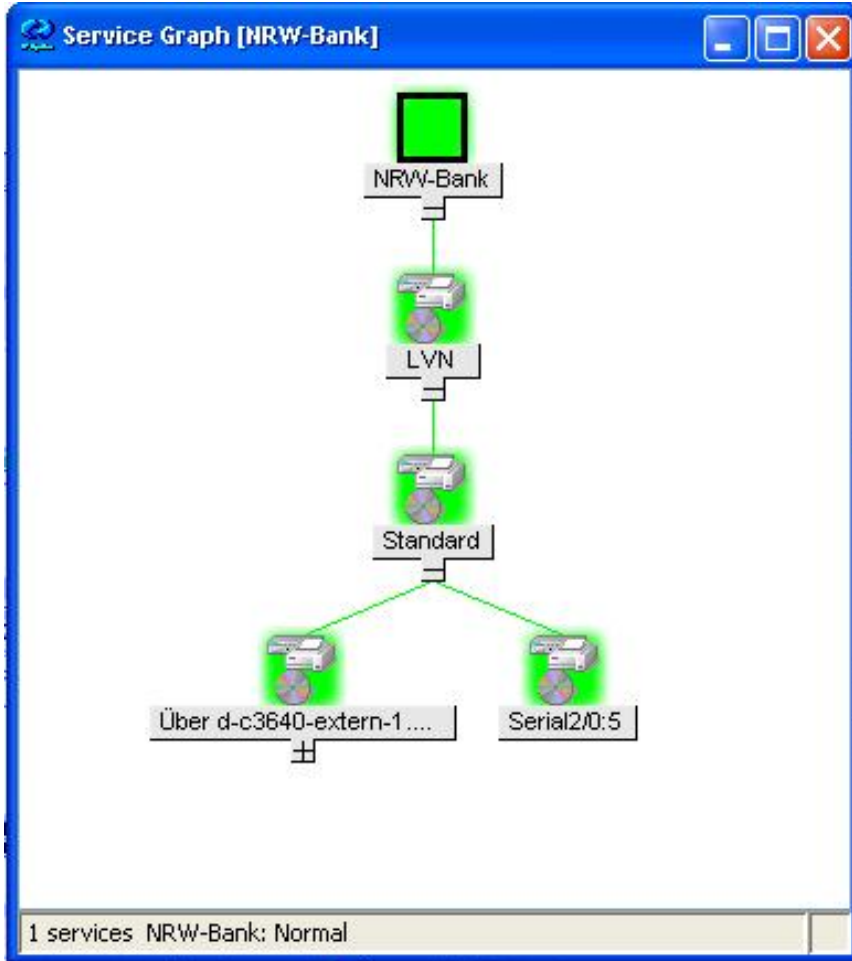 Service Graph [NRW-Bank]
NRW-Bank
LVN
Standard
Über d-c3640-extern-1....
Serial2/0:5
1 services NRW-Bank: Normal